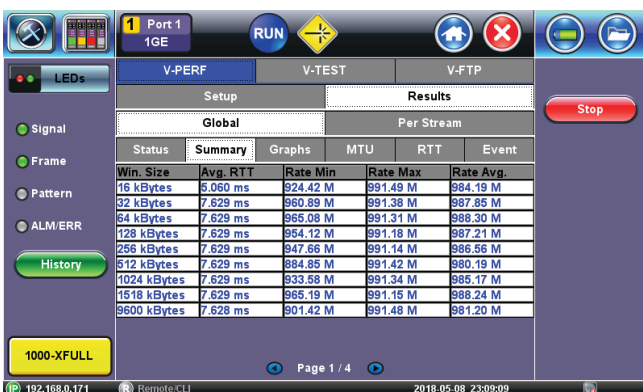 1 Port 1
1GE
RUN
LEDs
V-PERF V-TEST V-FTP
Setup Results
Global Per Stream
Status Summary Graphs MTU RTT Event
Stop
Signal
Frame
Pattern
ALM/ERR
History
1000-XFULL
Win. Size Avg. RTT Rate Min Rate Max Rate Avg.
16 kBytes 5.060 ms 924.42 M 991.49 M 984.19 M
32 kBytes 7.629 ms 960.89 M 991.38 M 987.85 M
64 kBytes 7.629 ms 965.08 M 991.31 M 988.30 M
128 kBytes 7.629 ms 954.12 M 991.18 M 987.21 M
256 kBytes 7.629 ms 947.66 M 991.14 M 986.56 M
512 kBytes 7.629 ms 884.85 M 991.42 M 980.19 M
1024 kBytes 7.629 ms 933.58 M 991.34 M 985.17 M
1518 kBytes 7.629 ms 965.19 M 991.15 M 988.24 M
9600 kBytes 7.628 ms 901.42 M 991.48 M 981.20 M
Page 1 / 4
IP 192.168.0.171 R Remote/CLI 2018-05-08 23:09:09